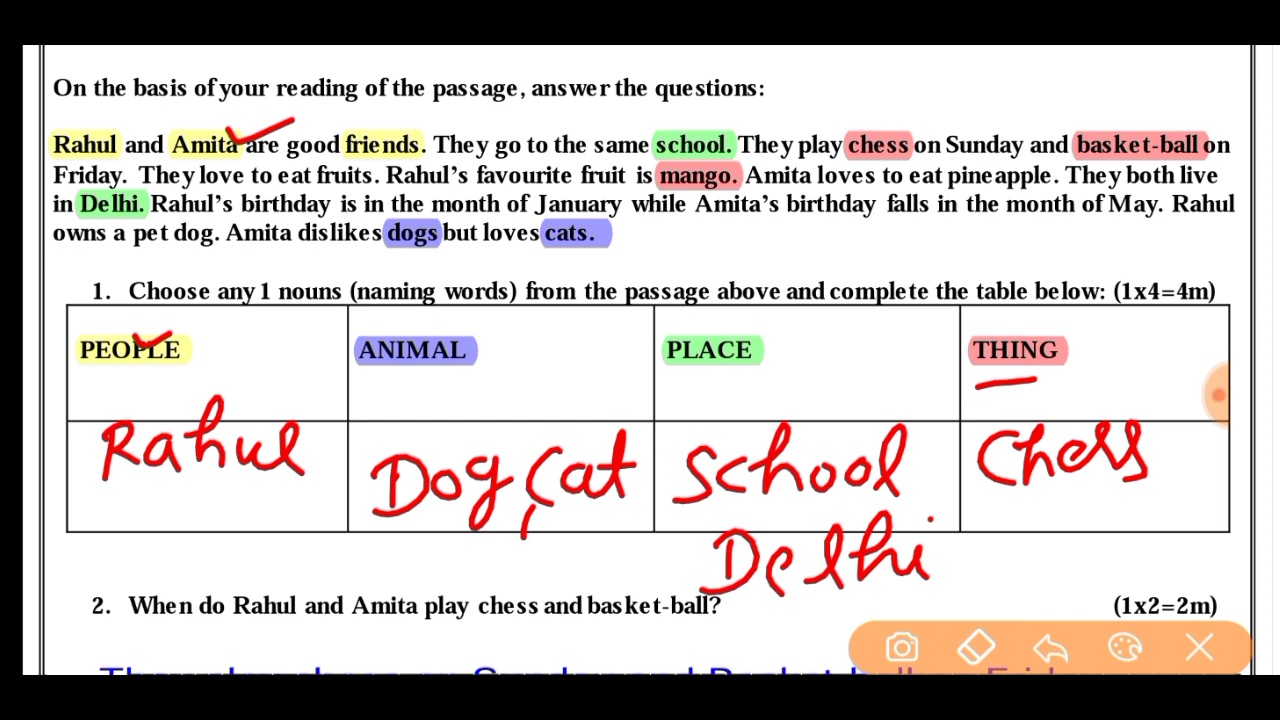 On the basis of your reading of the passage, answer the questions:
Rahul and Amita are good friends. They go to the same school. They play chess on Sunday and basket-ball on
Friday. They love to eat fruits. Rahul's favourite fruit is mango. Amita loves to eat pineapple. They both live
in Delhi. Rahul's birthday is in the month of January while Amita's birthday falls in the month of May. Rahul
owns a pet dog. Amita dislikes dogs but loves cats.
1. Choose any 1 nouns (naming words) from the passage above and complete the table below: (1x4=4m)
PEOPLE ANIMAL PLACE THING
Rahul Dog, Cat School Chess
Delhi
2. When do Rahul and Amita play chess and basket-ball? (1x2=2m)